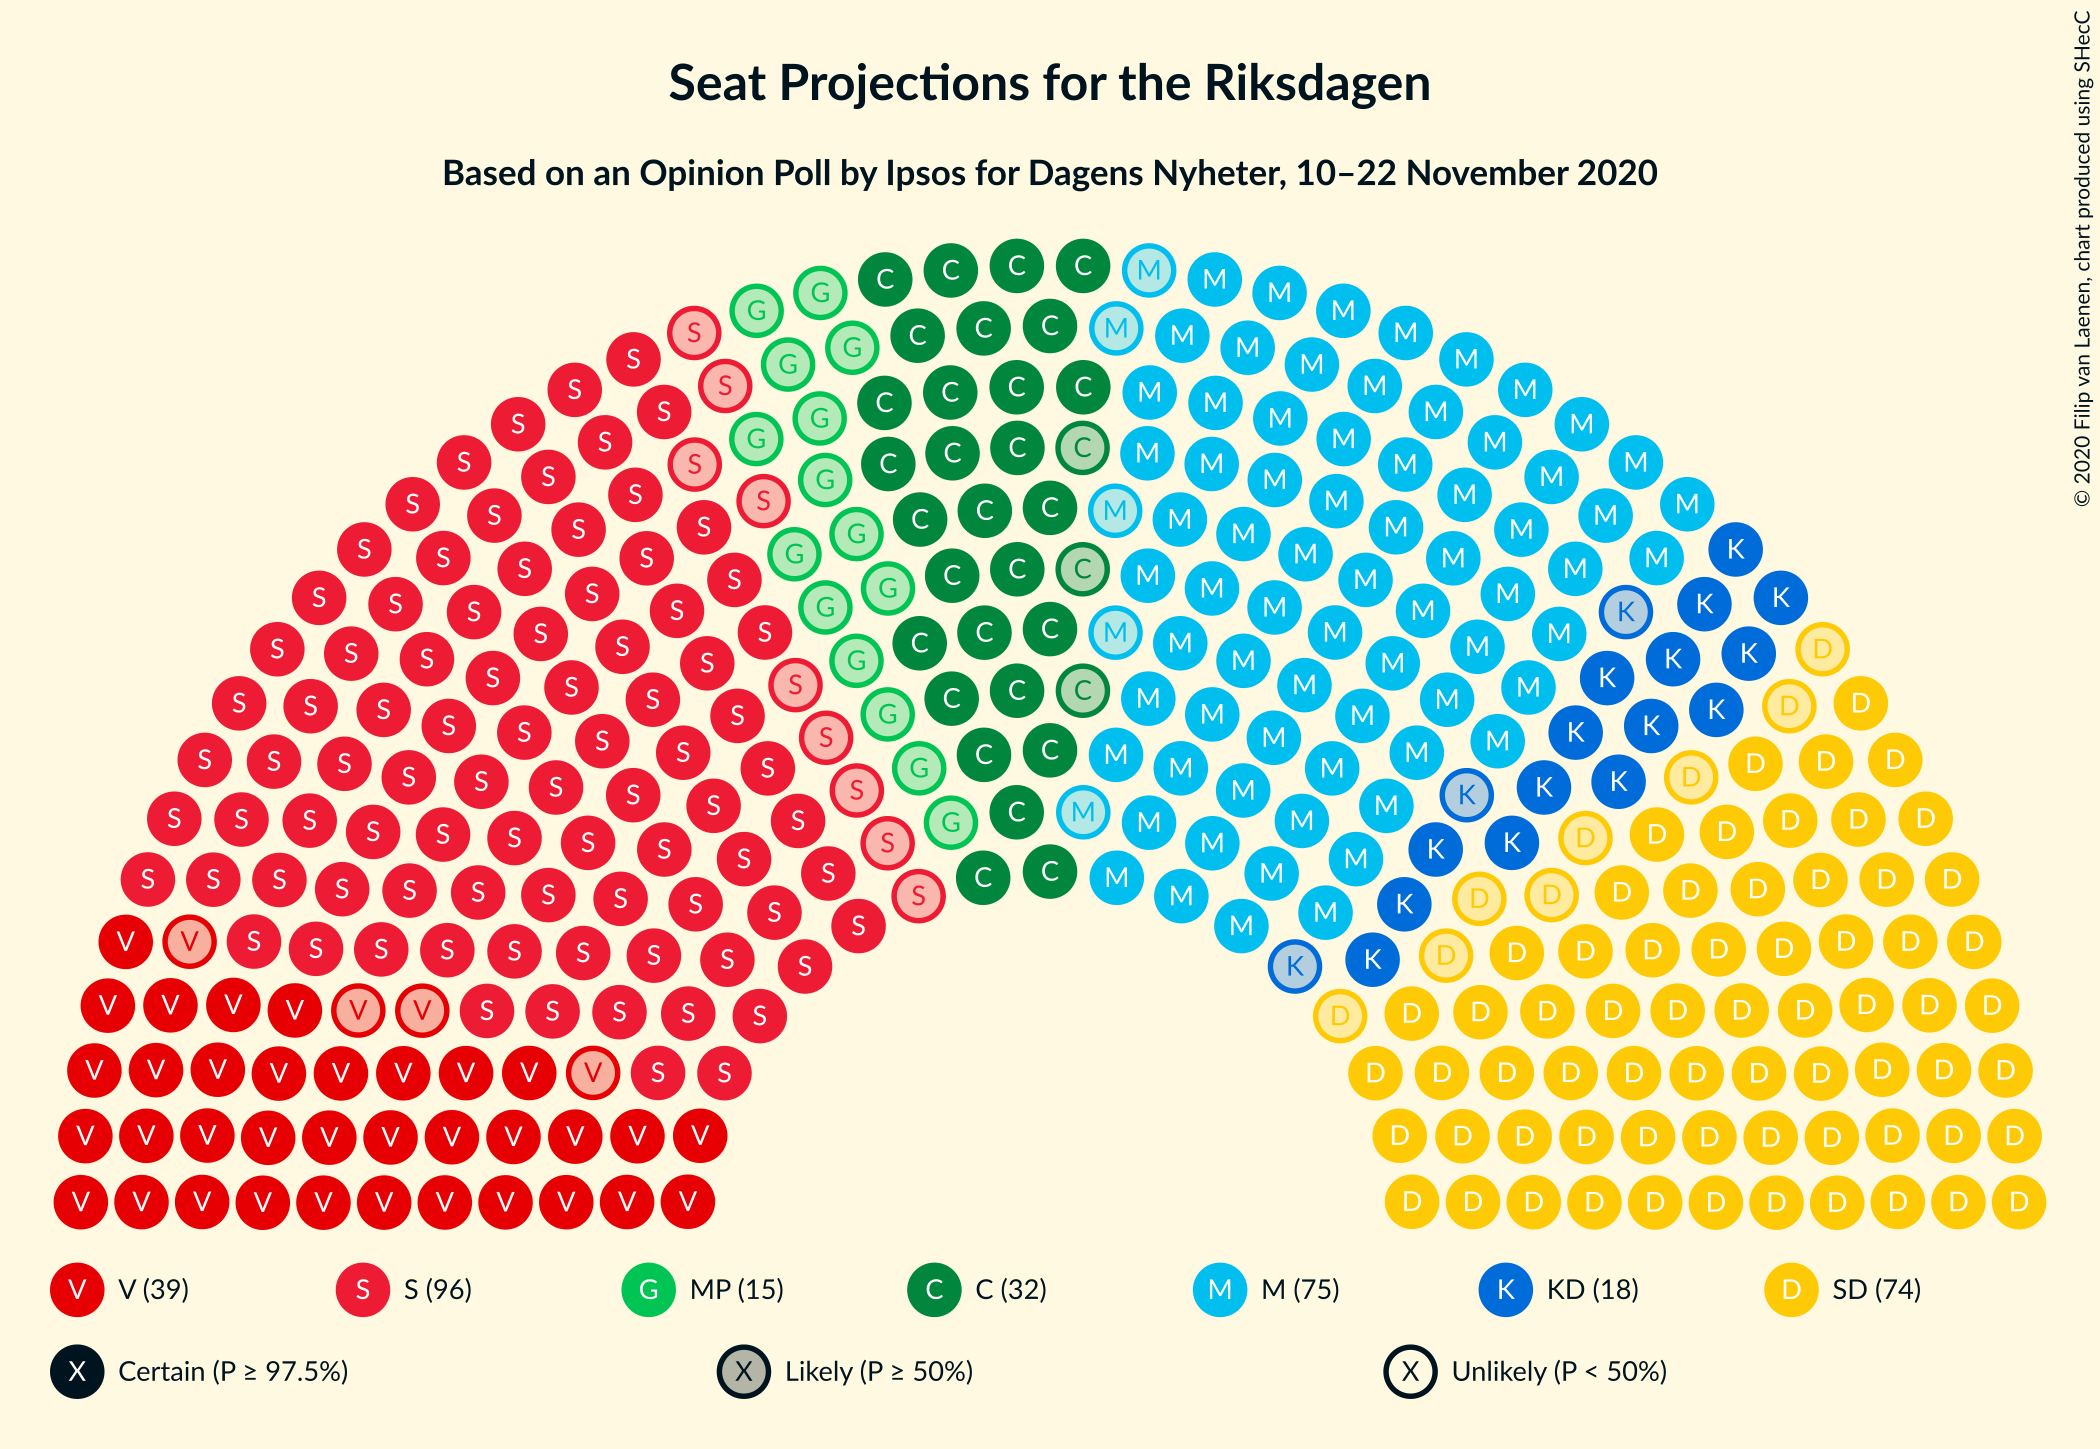 Seat Projections for the Riksdagen
Based on an Opinion Poll by Ipsos for Dagens Nyheter, 10–22 November 2020
© 2020 Filip van Laenen, chart produced using SHecC
V V (39) S S (96) G MP (15) C C (32) M M (75) K KD (18) D SD (74)
X Certain (P ≥ 97.5%) X Likely (P ≥ 50%) X Unlikely (P < 50%)